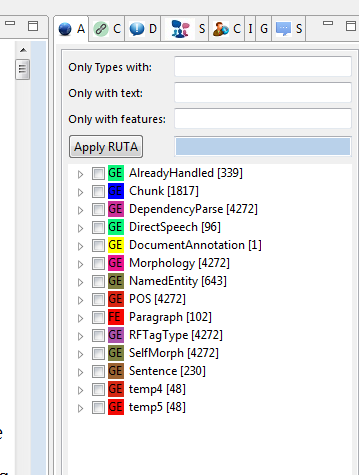 A C D S C I G S
Only Types with:
Only with text:
Only with features:
Apply RUTA
GE AlreadyHandled [339]
GE Chunk [1817]
GE DependencyParse [4272]
GE DirectSpeech [96]
GE DocumentAnnotation [1]
GE Morphology [4272]
GE NamedEntity [643]
GE POS [4272]
FE Paragraph [102]
GE RFTagType [4272]
GE SelfMorph [4272]
GE Sentence [230]
GE temp4 [48]
GE temp5 [48]
e